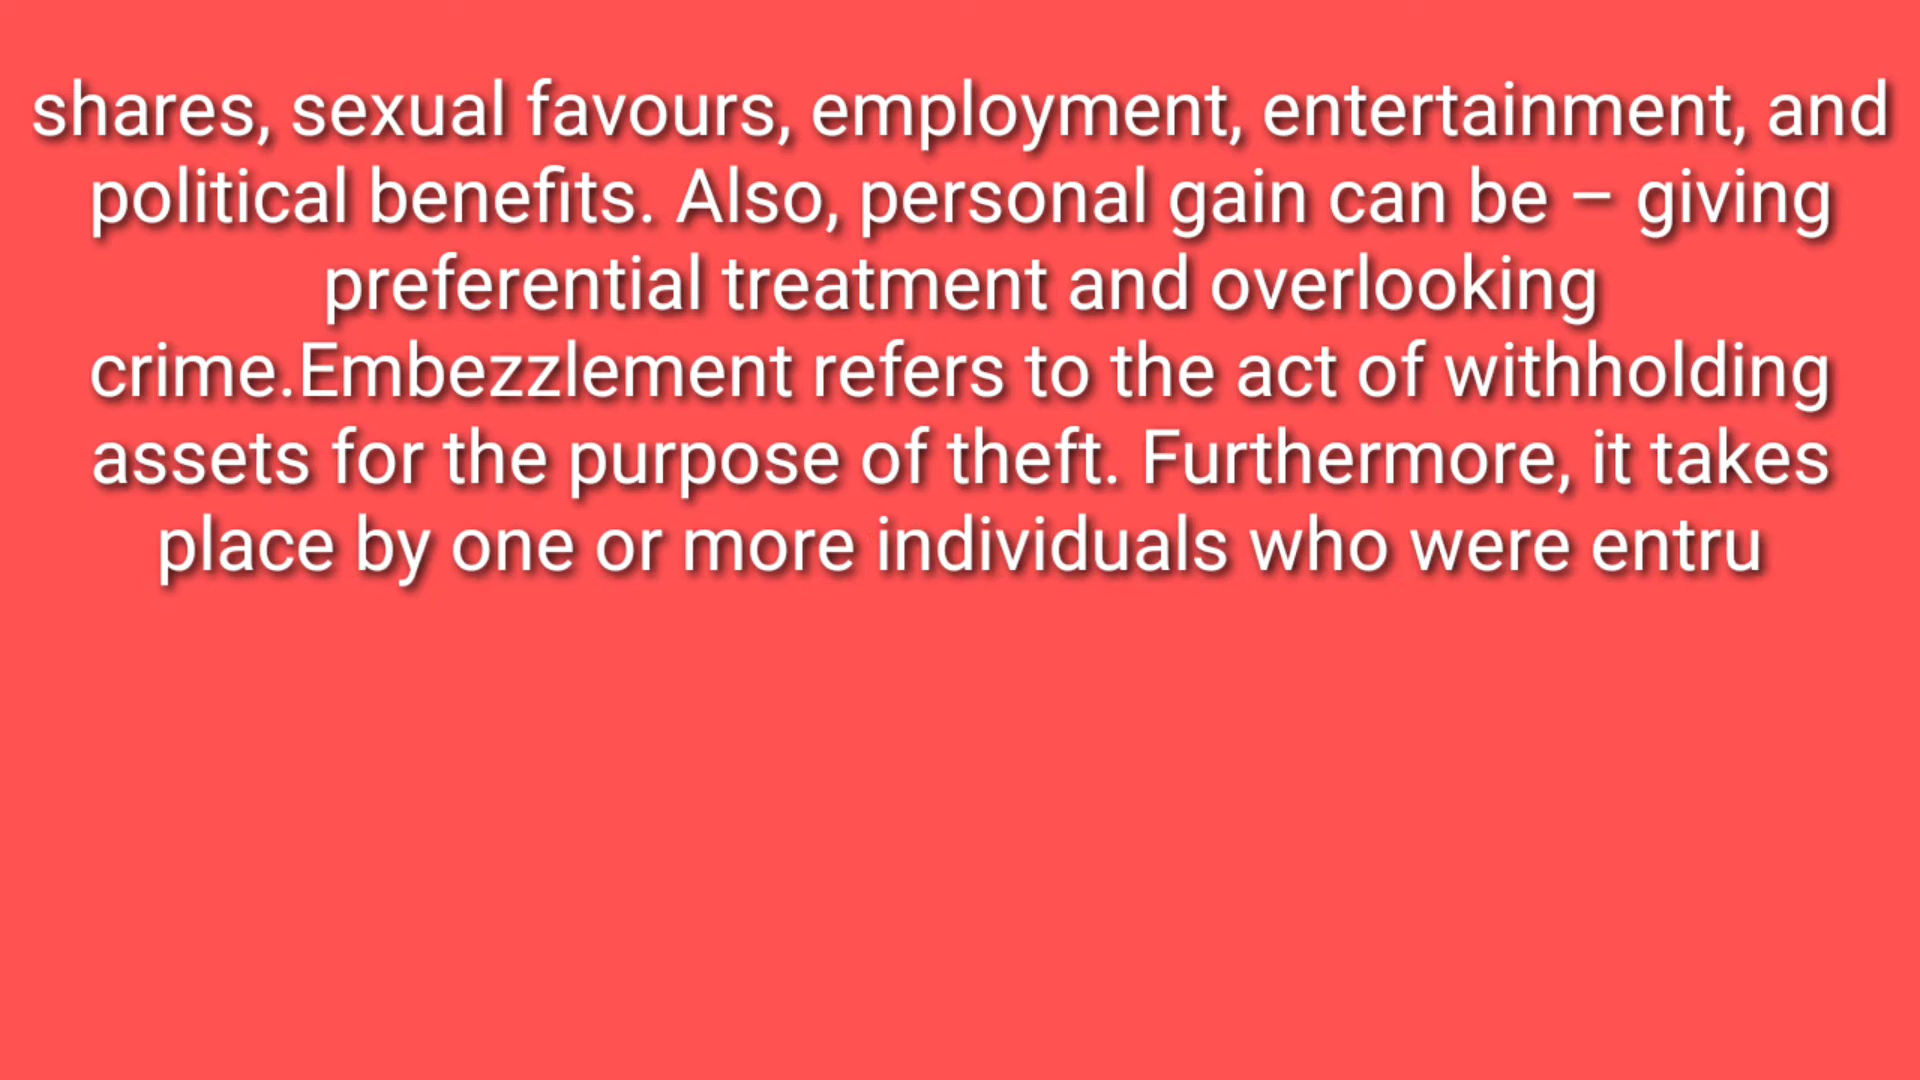 shares, sexual favours, employment, entertainment, and
political benefits. Also, personal gain can be – giving
preferential treatment and overlooking
crime.Embezzlement refers to the act of withholding
assets for the purpose of theft. Furthermore, it takes
place by one or more individuals who were entru